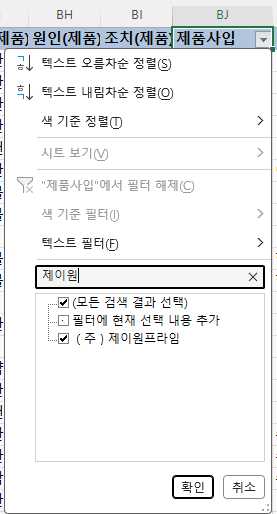 BH BI BJ
제품) 원인(제품) 조치(제품) 제품사입
텍스트 오름차순 정렬(S)
텍스트 내림차순 정렬(O)
색 기준 정렬(T)
시트 보기(V)
"제품사입"에서 필터 해제(C)
색 기준 필터(I)
텍스트 필터(F)
제이원
(모든 검색 결과 선택)
필터에 현재 선택 내용 추가
( 주 ) 제이원프라임
확인 취소